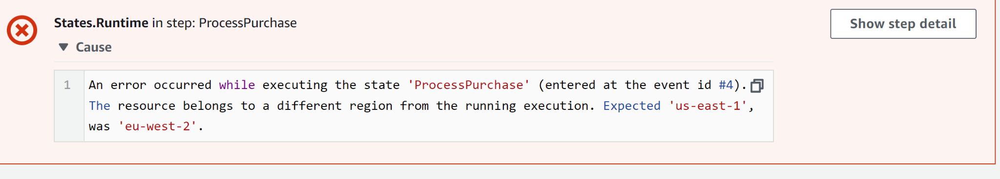 States.Runtime in step: ProcessPurchase
Show step detail
Cause
1
An error occurred while executing the state 'ProcessPurchase' (entered at the event id #4).
The resource belongs to a different region from the running execution. Expected 'us-east-1',
was 'eu-west-2'.